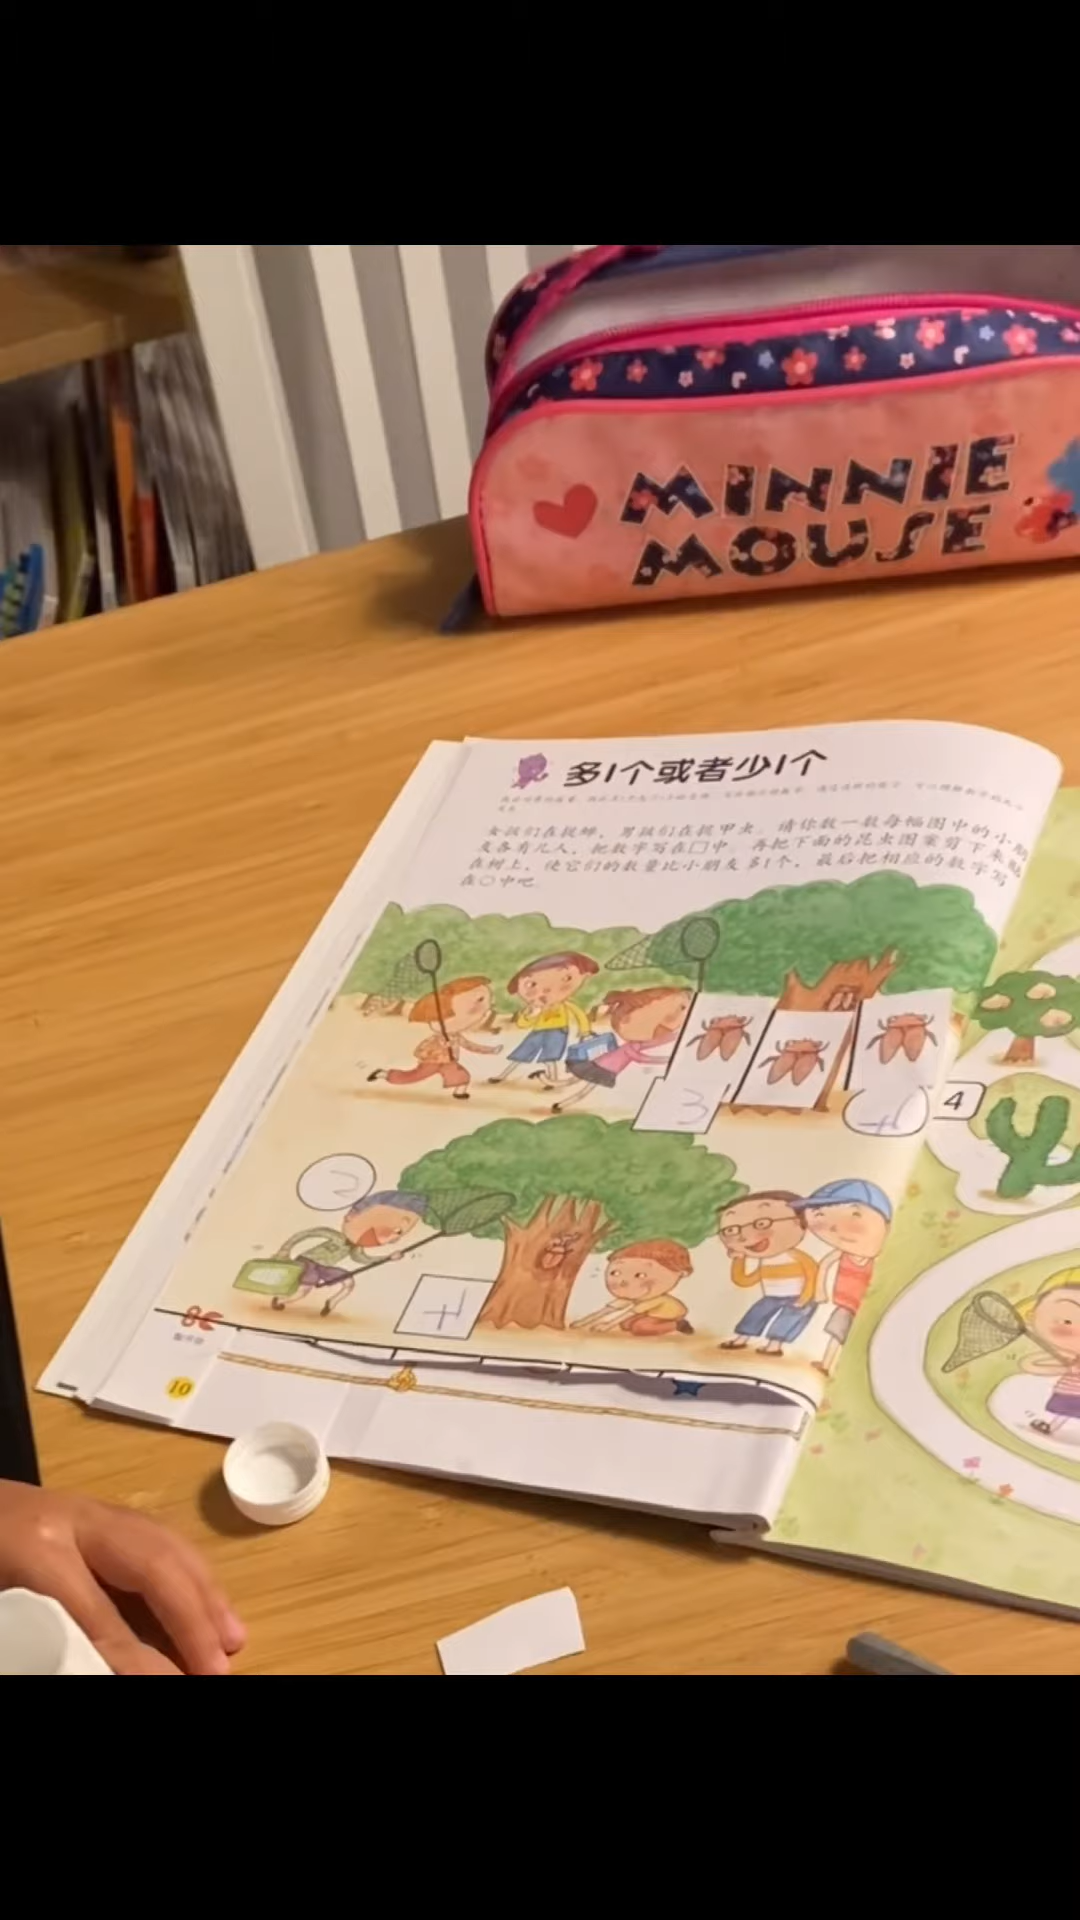 MINNIE
MOUSE
多1个或者少1个
女孩们在捉蝉，男孩们在捉甲虫。请你数一数每幅图中的小朋
友各有几人，把数字写在□中。再把下面的昆虫图案剪下来贴
在树上，使它们的数量比小朋友多1个，最后把相应的数字写
在○中吧。
3
4
4
2
4
10